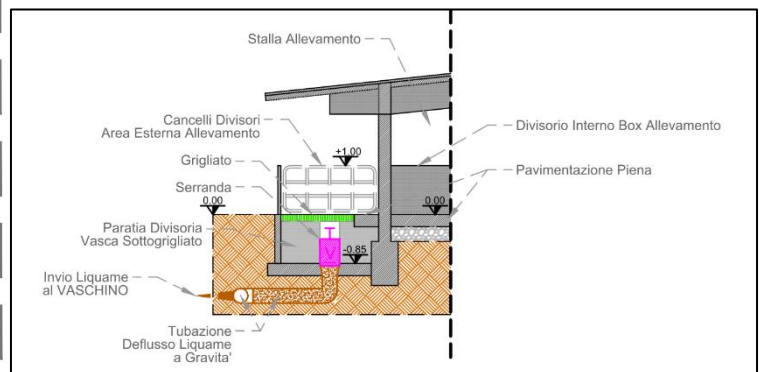 Stalla Allevamento
Cancelli Divisori
Area Esterna Allevamento
Divisorio Interno Box Allevamento
+1.00
Grigliato
Pavimentazione Piena
Serranda
0.00
0.00
Paratia Divisoria
Vasca Sottogrigliato
V
-0.85
Invio Liquame
al VASCHINO
Tubazione
Deflusso Liquame
a Gravita'